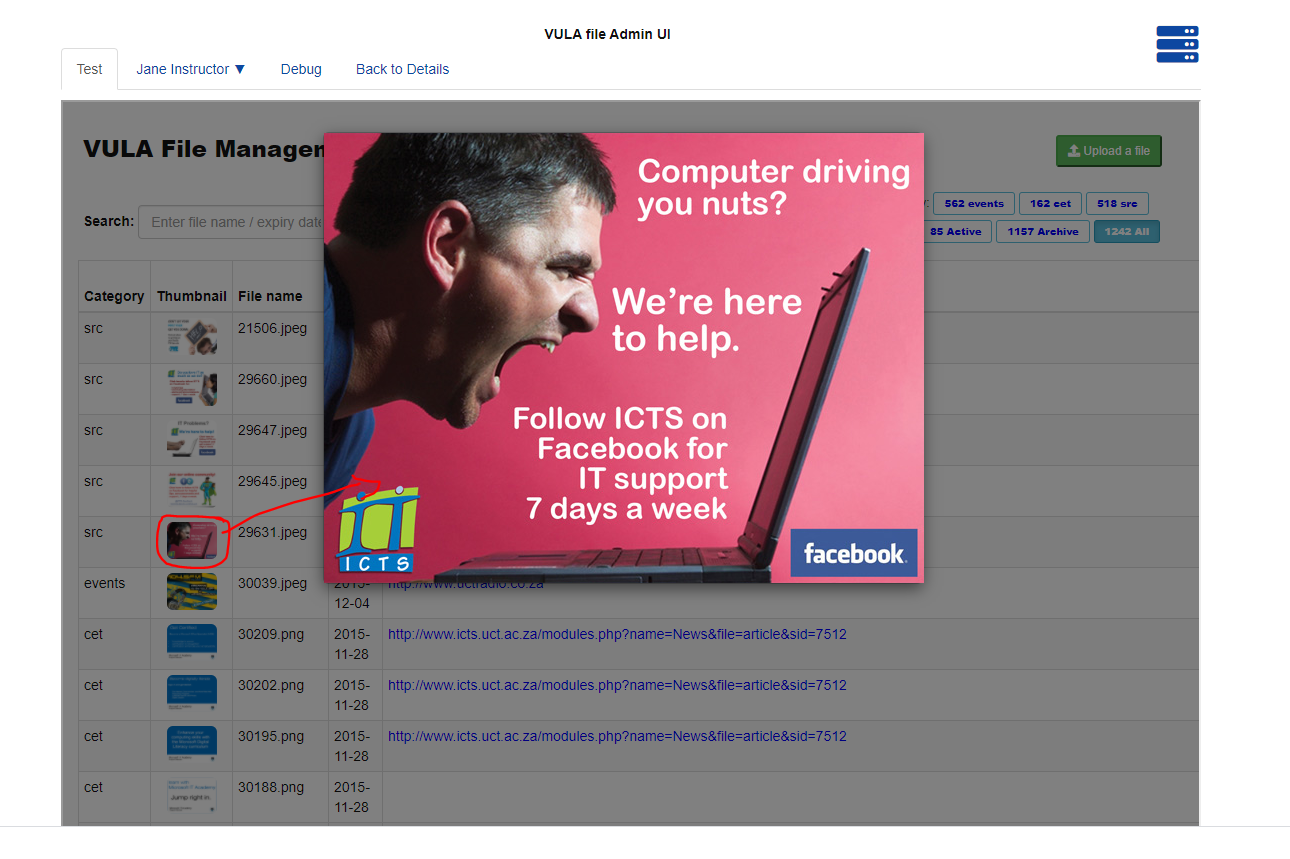 VULA file Admin UI
Test
Jane Instructor ▼
Debug
Back to Details
VULA File Managem
Upload a file
Search:
Enter file name / expiry date
562 events
162 cet
518 src
85 Active
1157 Archive
1242 All
Computer driving
you nuts?
We're here
to help.
Follow ICTS on
Facebook for
IT support
7 days a week
ICTS
facebook.
Category Thumbnail File name
src 21506.jpeg
src 29660.jpeg
src IT Problems? 29647.jpeg
src 29645.jpeg
src 29631.jpeg
events 30039.jpeg 2015-12-04 http://www.uctradio.co.za
cet 30209.png 2015-
11-28
http://www.icts.uct.ac.za/modules.php?name=News&file=article&sid=7512
cet 30202.png 2015-
11-28
http://www.icts.uct.ac.za/modules.php?name=News&file=article&sid=7512
cet 30195.png 2015-
11-28
http://www.icts.uct.ac.za/modules.php?name=News&file=article&sid=7512
cet Jump right in. 30188.png 2015-
11-28